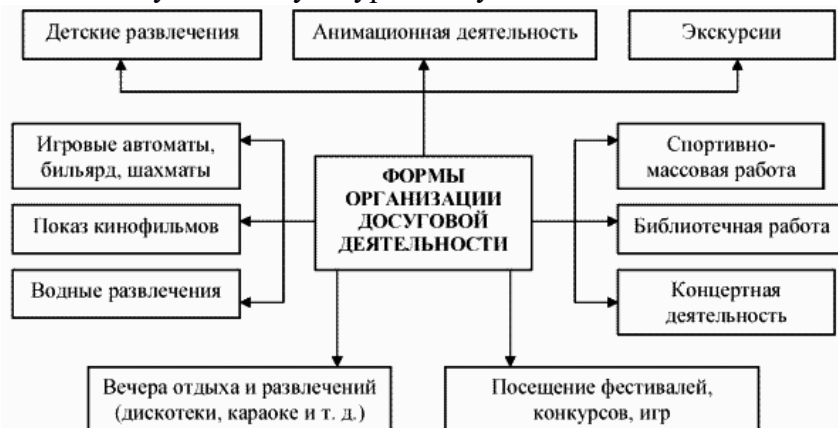 Детские развлечения
Анимационная деятельность
Экскурсии
Игровые автоматы,
бильярд, шахматы
Показ кинофильмов
Водные развлечения
ФОРМЫ
ОРГАНИЗАЦИИ
ДОСУГОВОЙ
ДЕЯТЕЛЬНОСТИ
Спортивно-
массовая работа
Библиотечная работа
Концертная
деятельность
Вечера отдыха и развлечений
(дискотеки, караоке и т. д.)
Посещение фестивалей,
конкурсов, игр